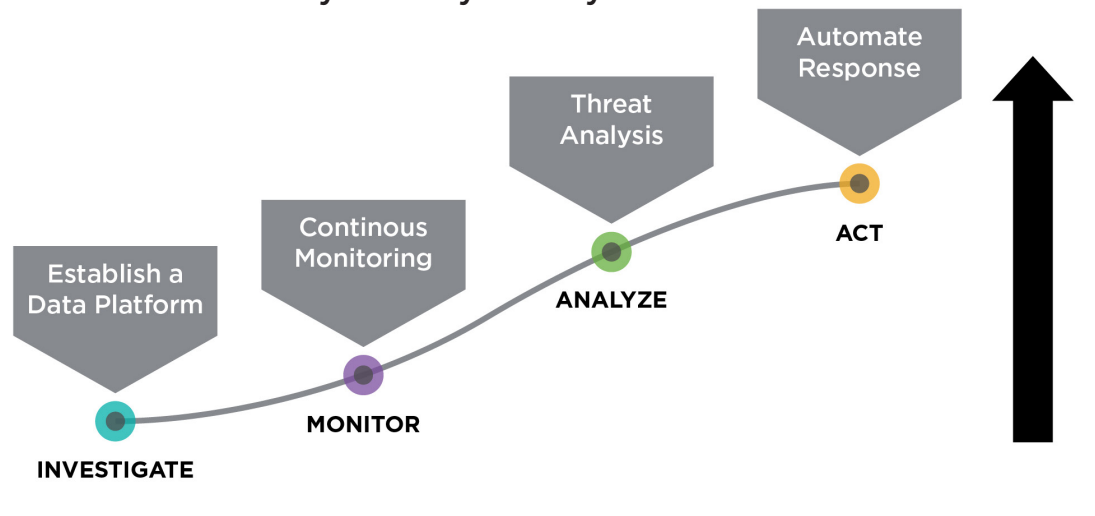 Establish a
Data Platform
INVESTIGATE
Continous
Monitoring
MONITOR
Threat
Analysis
ANALYZE
Automate
Response
ACT